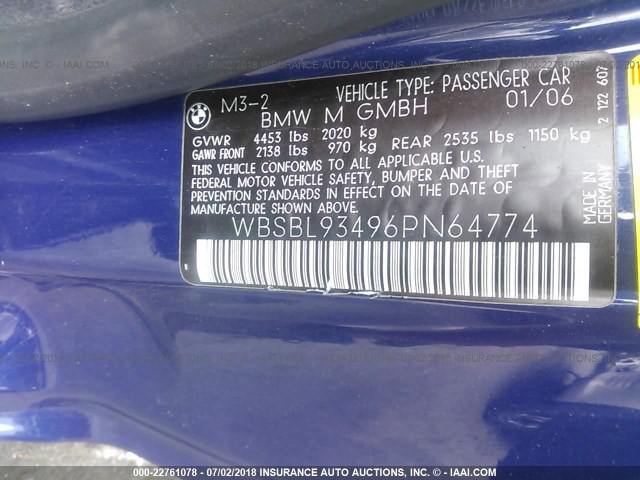 BMW
M3-2 VEHICLE TYPE: PASSENGER CAR
BMW M GMBH 01/06
GVWR 4453 lbs 2020 kg
GAWR FRONT 2138 lbs 970 kg REAR 2535 lbs 1150 kg
THIS VEHICLE CONFORMS TO ALL APPLICABLE U.S.
FEDERAL MOTOR VEHICLE SAFETY, BUMPER AND THEFT
PREVENTION STANDARDS IN EFFECT ON THE DATE OF
MANUFACTURE SHOWN ABOVE.
WBSBL93496PN64774
2 122 607
MADE IN
GERMANY
000-22761078 - 07/02/2018 INSURANCE AUTO AUCTIONS, INC. - © IAAI.COM